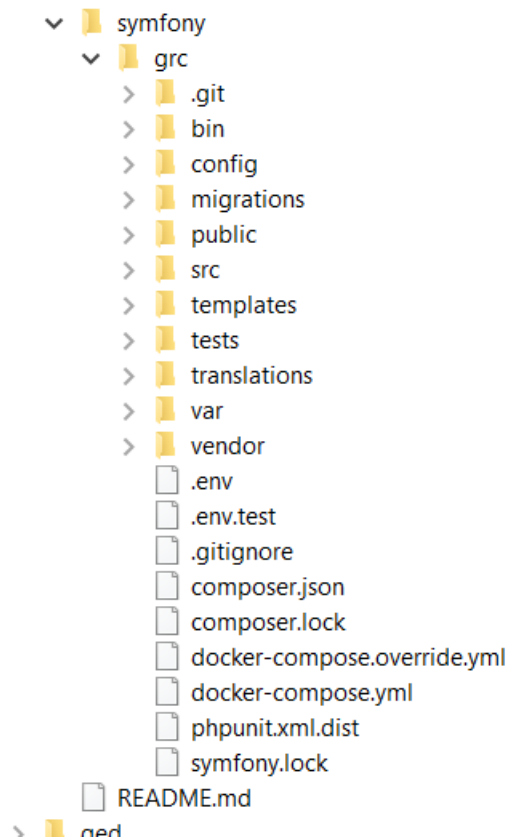 symfony
grc
.git
bin
config
migrations
public
src
templates
tests
translations
var
vendor
.env
.env.test
.gitignore
composer.json
composer.lock
docker-compose.override.yml
docker-compose.yml
phpunit.xml.dist
symfony.lock
README.md